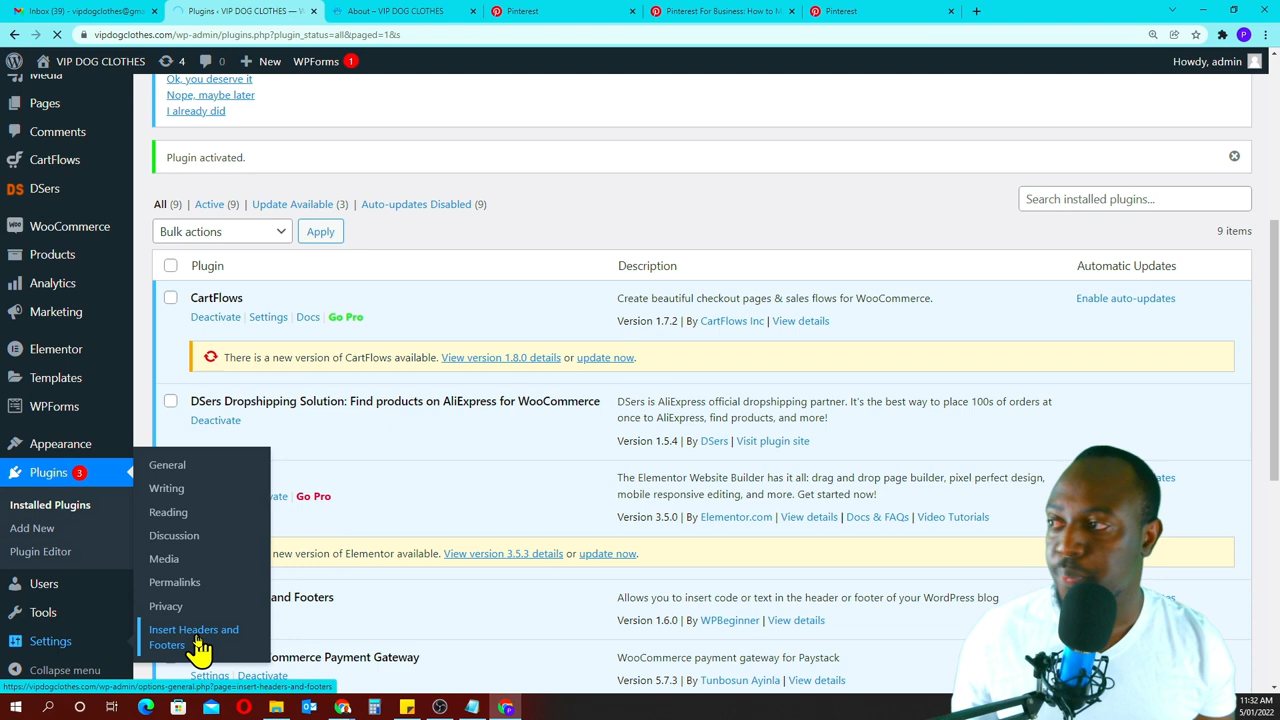 Inbox (39) - vipdogclothes@gma
Plugins ‹ VIP DOG CLOTHES — W
About – VIP DOG CLOTHES
Pinterest
Pinterest For Business: How to M
Pinterest
vipdogclothes.com/wp-admin/plugins.php?plugin_status=all&paged=1&s
P
VIP DOG CLOTHES
4
0
New
WPForms 1
Howdy, admin
Media
Pages
Comments
CartFlows
DSers
WooCommerce
Products
Analytics
Marketing
Elementor
Templates
WPForms
Appearance
Plugins 3
Installed Plugins
Add New
Plugin Editor
Users
Tools
Settings
Collapse menu
General
Writing
Reading
Discussion
Media
Permalinks
Privacy
Insert Headers and
Footers
Ok, you deserve it
Nope, maybe later
I already did
Plugin activated.
All (9) | Active (9) | Update Available (3) | Auto-updates Disabled (9)
Search installed plugins...
Bulk actions
Apply
9 items
Plugin
Description
Automatic Updates
CartFlows
Deactivate | Settings | Docs | Go Pro
Create beautiful checkout pages & sales flows for WooCommerce.
Version 1.7.2 | By CartFlows Inc | View details
Enable auto-updates
There is a new version of CartFlows available. View version 1.8.0 details or update now.
DSers Dropshipping Solution: Find products on AliExpress for WooCommerce
Deactivate
DSers is AliExpress official dropshipping partner. It's the best way to place 100s of orders at
once to AliExpress, find products, and more!
Version 1.5.4 | By DSers | Visit plugin site
Go Pro
The Elementor Website Builder has it all: drag and drop page builder, pixel perfect design,
mobile responsive editing, and more. Get started now!
Version 3.5.0 | By Elementor.com | View details | Docs & FAQs | Video Tutorials
new version of Elementor available. View version 3.5.3 details or update now.
and Footers
Allows you to insert code or text in the header or footer of your WordPress blog
Version 1.6.0 | By WPBeginner | View details
Commerce Payment Gateway
Settings | Deactivate
WooCommerce payment gateway for Paystack
Version 5.7.3 | By Tunbosun Ayinla | View details
https://vipdogclothes.com/wp-admin/options-general.php?page=insert-headers-and-footers
11:32 AM
5/01/2022